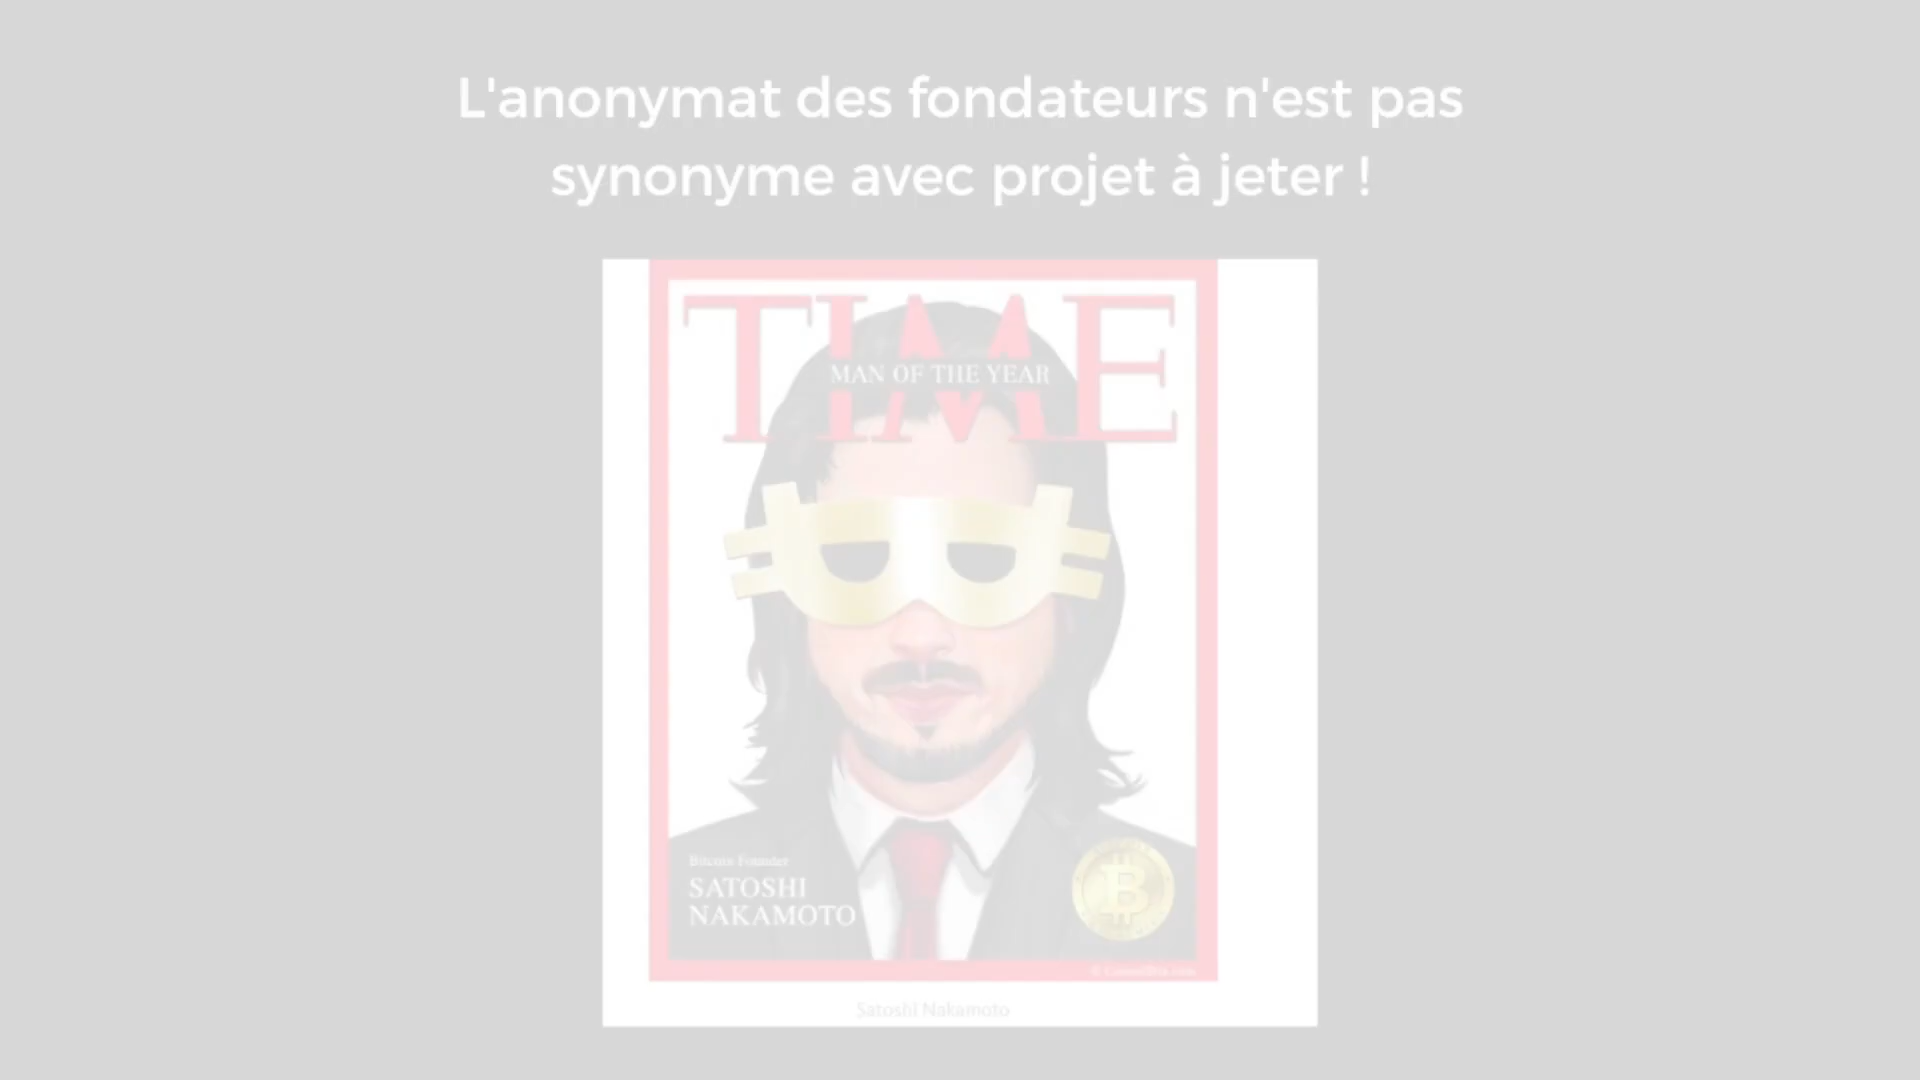 L'anonymat des fondateurs n'est pas
synonyme avec projet à jeter !
TIME
MAN OF THE YEAR
Bitcoin Founder
SATOSHI
NAKAMOTO
Satoshi Nakamoto